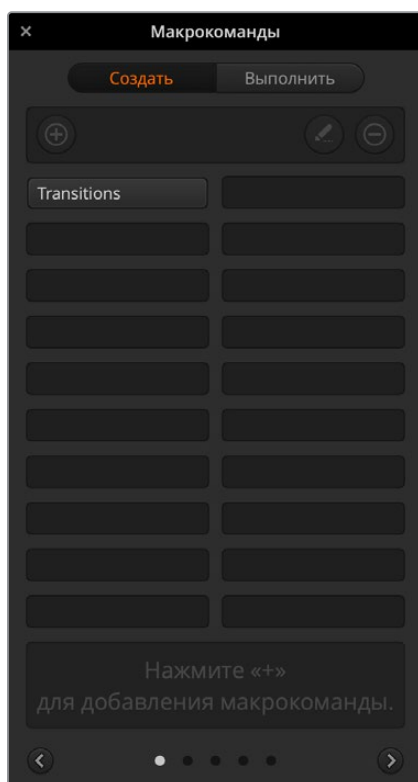 Макрокоманды
Создать Выполнить
Transitions
Нажмите «+»
для добавления макрокоманды.